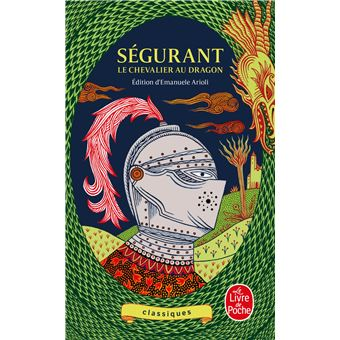 SÉGURANT
LE CHEVALIER AU DRAGON
Édition d'Emanuele Arioli
classiques
Le Livre
de
Poche